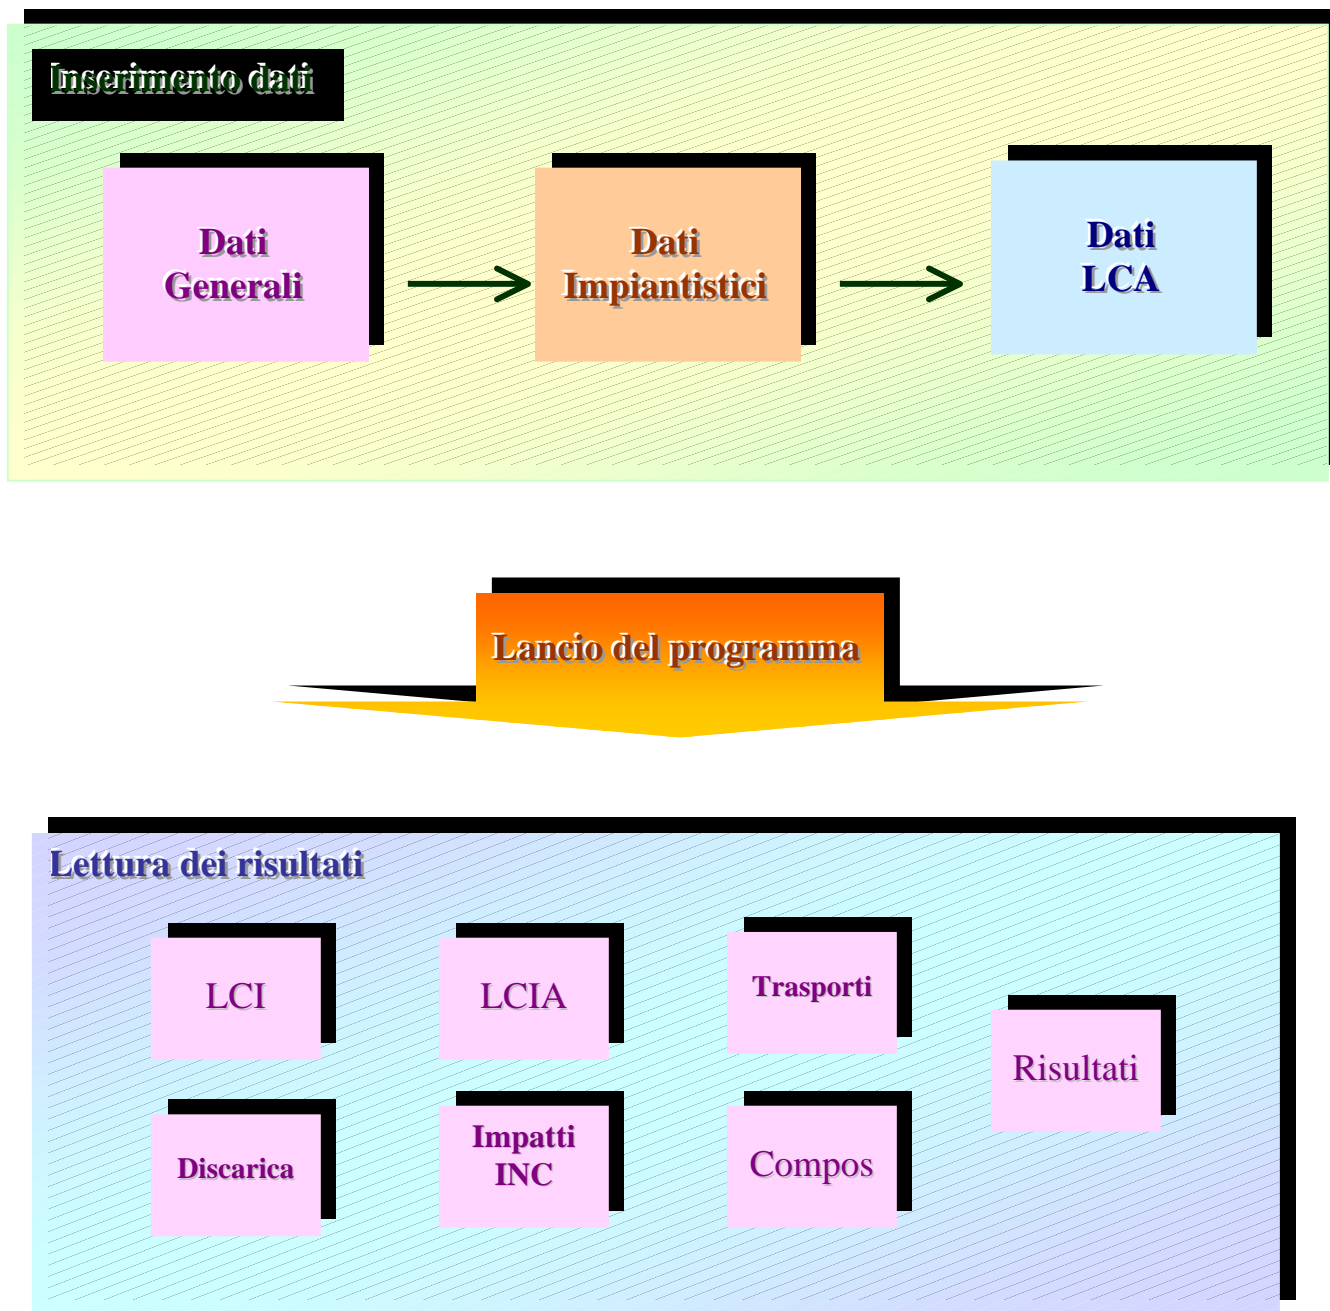 Inserimento dati
Dati
Generali
Dati
Impiantistici
Dati
LCA
Lancio del programma
Lettura dei risultati
LCI
LCIA
Trasporti
Risultati
Discarica
Impatti
INC
Compos